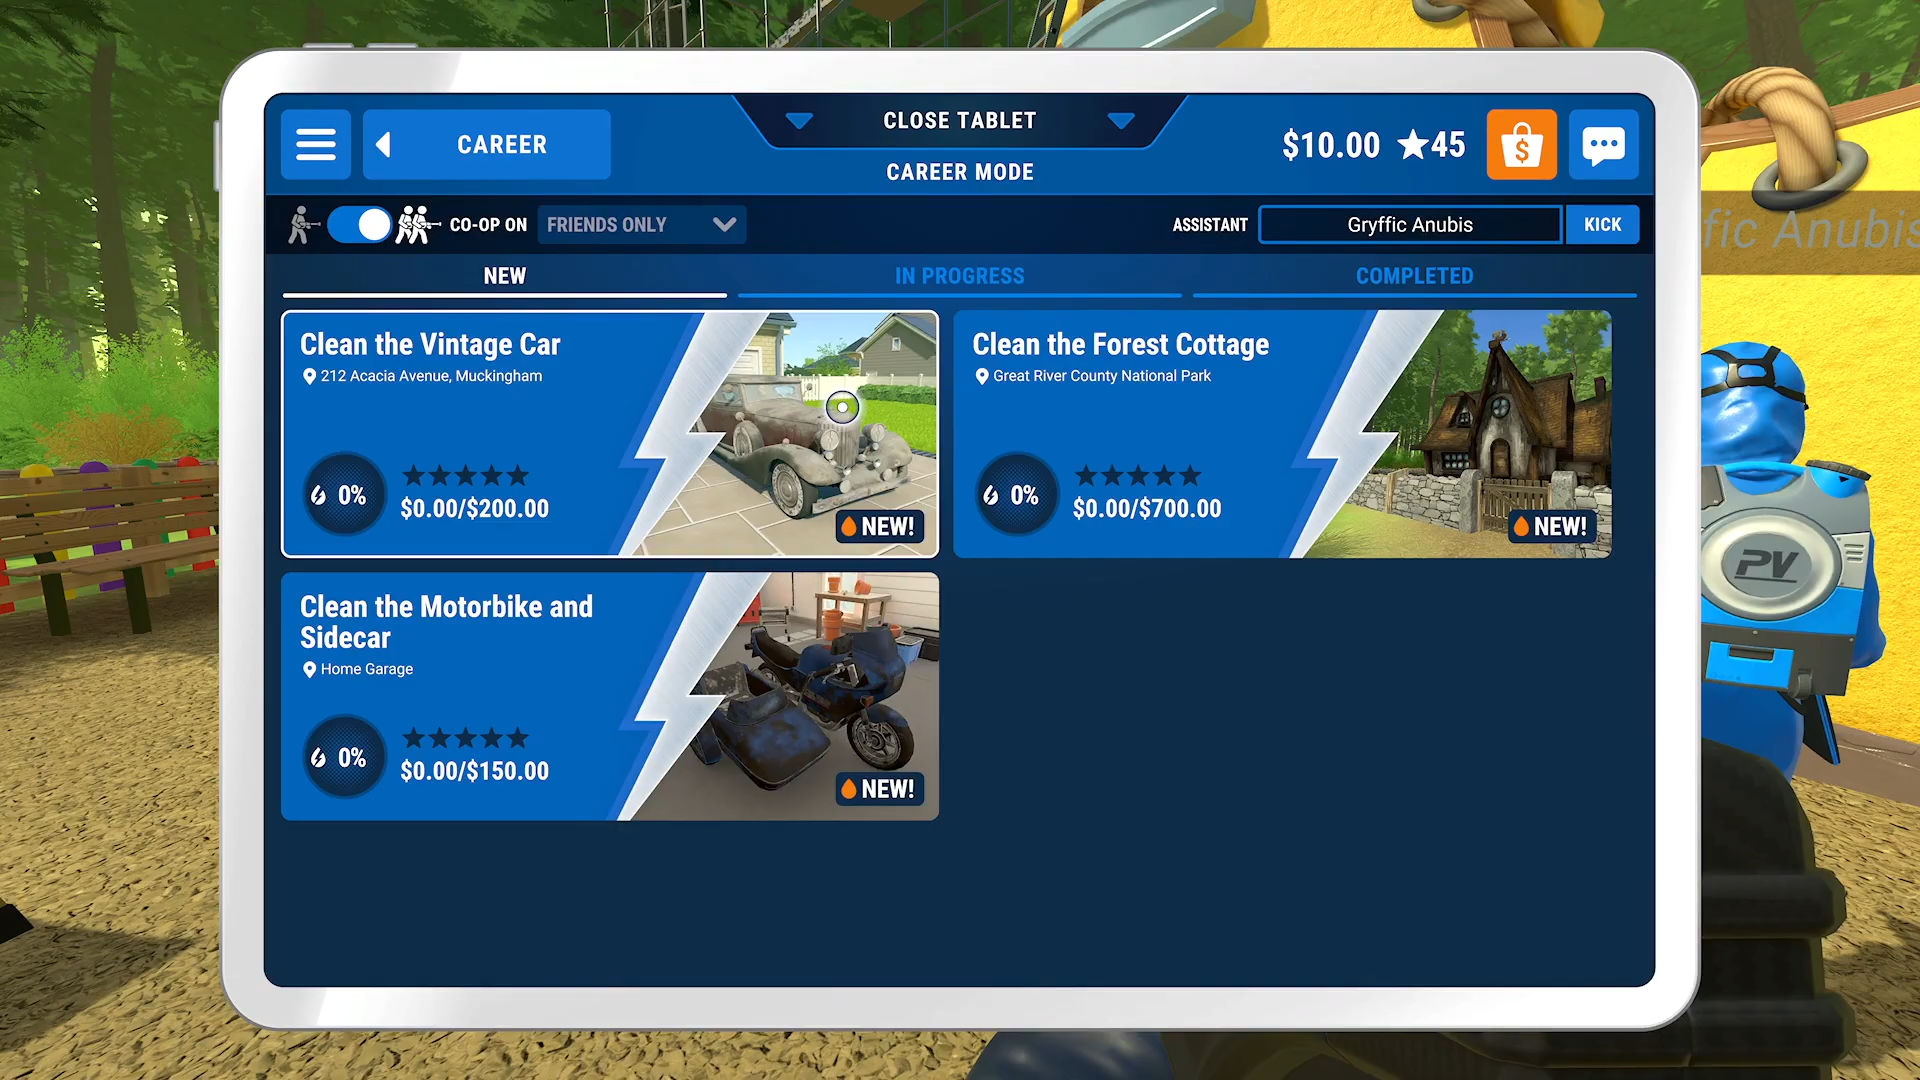 CLOSE TABLET
CAREER
$10.00 ★45
CAREER MODE
CO-OP ON
FRIENDS ONLY
ASSISTANT
Gryffic Anubis
KICK
fic Anubis
NEW
IN PROGRESS
COMPLETED
Clean the Vintage Car
212 Acacia Avenue, Muckingham
0%
$0.00/$200.00
NEW!
Clean the Forest Cottage
Great River County National Park
0%
$0.00/$700.00
NEW!
PV
Clean the Motorbike and
Sidecar
Home Garage
0%
$0.00/$150.00
NEW!